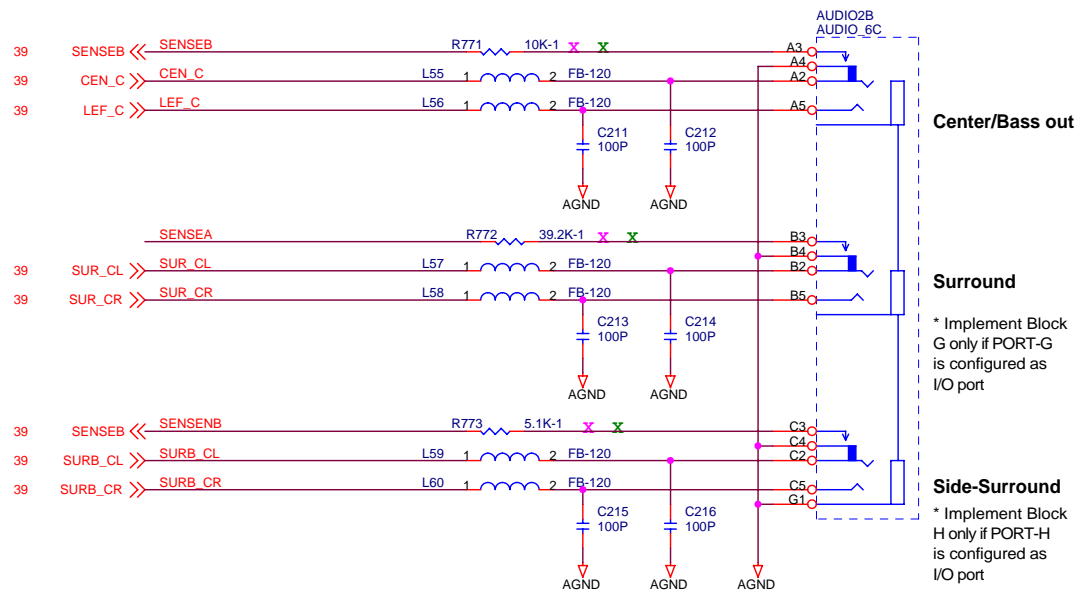 AUDIO2B
AUDIO_6C
39 SENSEB SENSEB R771 10K-1 X X A3
A4
39 CEN_C CEN_C L55 1 2 FB-120 A2
39 LEF_C LEF_C L56 1 2 FB-120 A5
Center/Bass out
C211
100P
C212
100P
AGND AGND
SENSEA R772 39.2K-1 X X B3
B4
39 SUR_CL SUR_CL L57 1 2 FB-120 B2
Surround
39 SUR_CR SUR_CR L58 1 2 FB-120 B5
* Implement Block
G only if PORT-G
is configured as
I/O port
C213
100P
C214
100P
AGND AGND
39 SENSEB SENSENB R773 5.1K-1 X X C3
C4
39 SURB_CL SURB_CL L59 1 2 FB-120 C2
39 SURB_CR SURB_CR L60 1 2 FB-120 C5
G1
Side-Surround
* Implement Block
H only if PORT-H
is configured as
I/O port
C215
100P
C216
100P
AGND AGND AGND